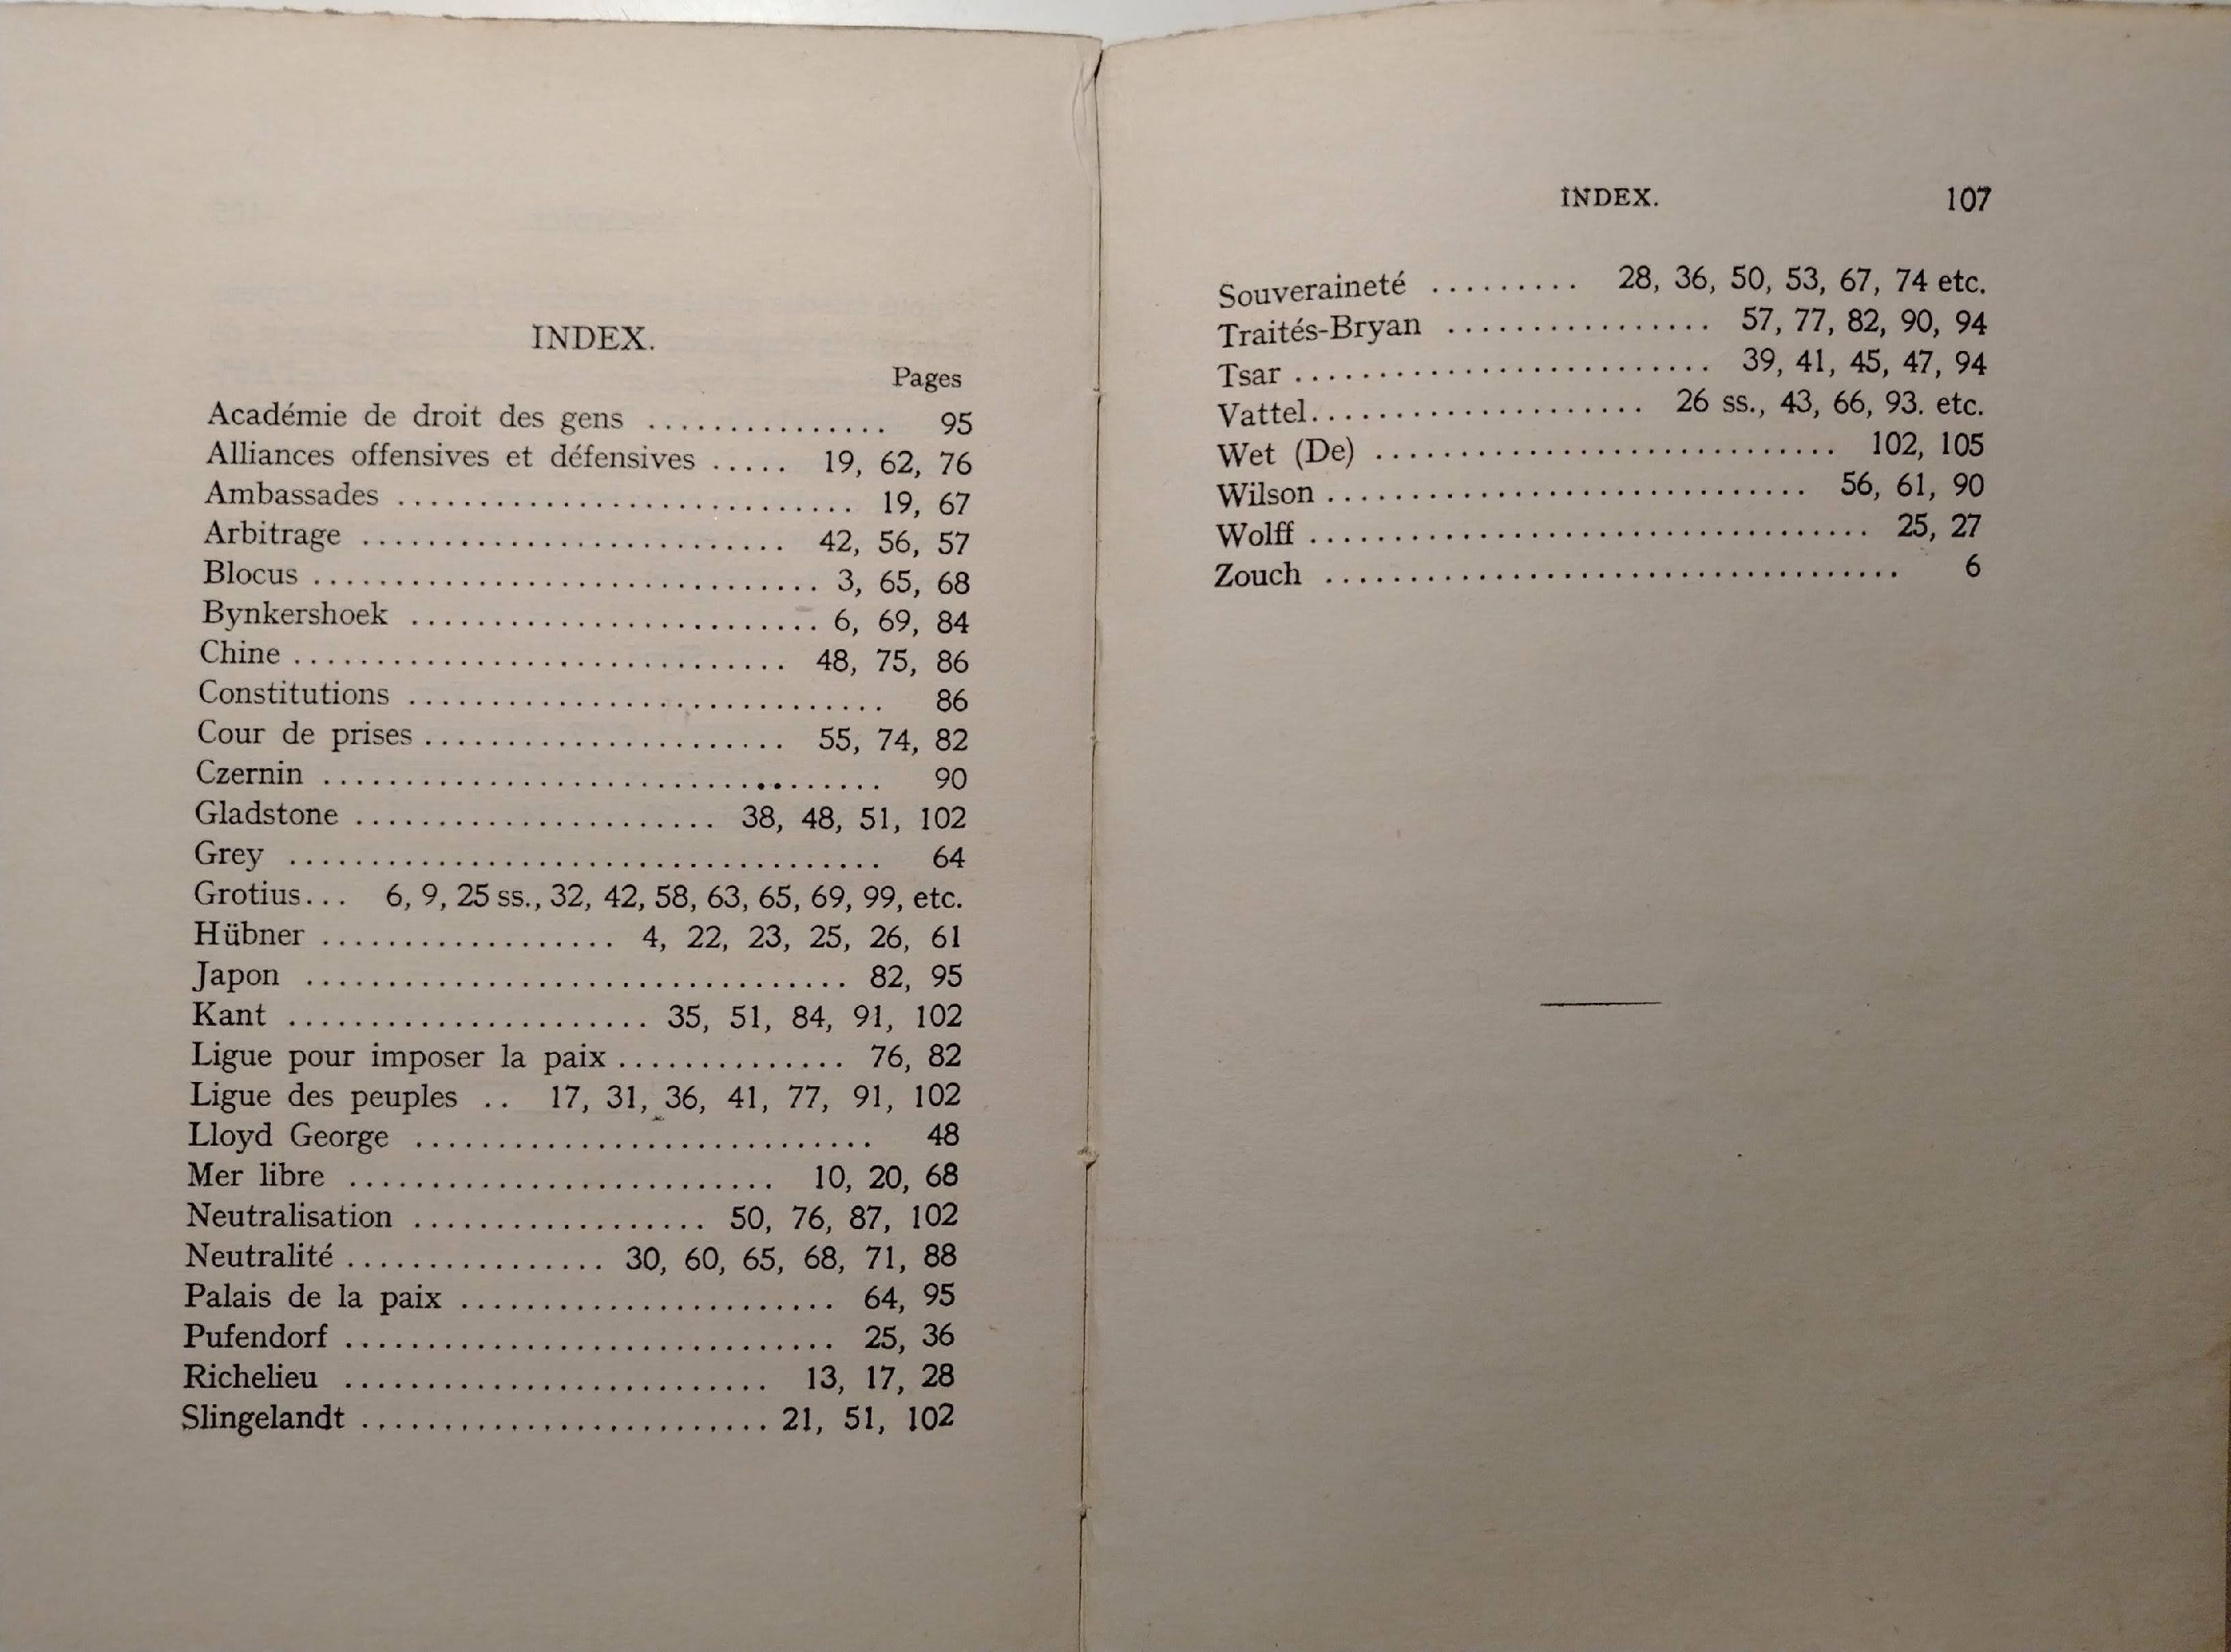 INDEX.
Pages
Académie de droit des gens ............... 95
Alliances offensives et défensives ..... 19, 62, 76
Ambassades ............................ 19, 67
Arbitrage .......................... 42, 56, 57
Blocus ............................... 3, 65, 68
Bynkershoek ......................... 6, 69, 84
Chine .............................. 48, 75, 86
Constitutions ............................. 86
Cour de prises ...................... 55, 74, 82
Czernin .................................. 90
Gladstone ...................... 38, 48, 51, 102
Grey .................................... 64
Grotius... 6, 9, 25 ss., 32, 42, 58, 63, 65, 69, 99, etc.
Hübner .................. 4, 22, 23, 25, 26, 61
Japon ................................. 82, 95
Kant ...................... 35, 51, 84, 91, 102
Ligue pour imposer la paix .............. 76, 82
Ligue des peuples .. 17, 31, 36, 41, 77, 91, 102
Lloyd George ............................ 48
Mer libre .......................... 10, 20, 68
Neutralisation .................. 50, 76, 87, 102
Neutralité ................ 30, 60, 65, 68, 71, 88
Palais de la paix ....................... 64, 95
Pufendorf .............................. 25, 36
Richelieu .......................... 13, 17, 28
Slingelandt ......................... 21, 51, 102
INDEX. 107
Souveraineté ......... 28, 36, 50, 53, 67, 74 etc.
Traités-Bryan ................ 57, 77, 82, 90, 94
Tsar .......................... 39, 41, 45, 47, 94
Vattel.................... 26 ss., 43, 66, 93. etc.
Wet (De) ............................ 102, 105
Wilson ............................. 56, 61, 90
Wolff .................................. 25, 27
Zouch ................................... 6